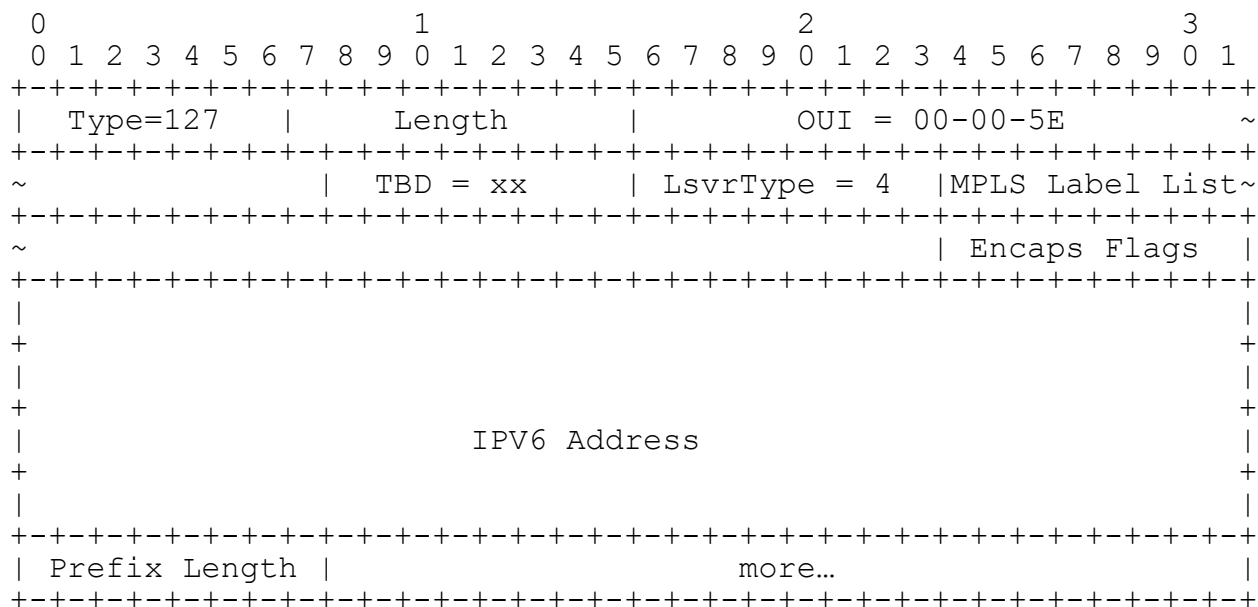 0                   1                   2                   3
 0 1 2 3 4 5 6 7 8 9 0 1 2 3 4 5 6 7 8 9 0 1 2 3 4 5 6 7 8 9 0 1
+-+-+-+-+-+-+-+-+-+-+-+-+-+-+-+-+-+-+-+-+-+-+-+-+-+-+-+-+-+-+-+-+
|  Type=127   |     Length      |        OUI = 00-00-5E         ~
+-+-+-+-+-+-+-+-+-+-+-+-+-+-+-+-+-+-+-+-+-+-+-+-+-+-+-+-+-+-+-+-+
~               |  TBD = xx     | LsvrType = 4  |MPLS Label List~
+-+-+-+-+-+-+-+-+-+-+-+-+-+-+-+-+-+-+-+-+-+-+-+-+-+-+-+-+-+-+-+-+
~                                               | Encaps Flags  |
+-+-+-+-+-+-+-+-+-+-+-+-+-+-+-+-+-+-+-+-+-+-+-+-+-+-+-+-+-+-+-+-+
|                                                               |
+                                                               +
|                                                               |
+                                                               +
|                       IPV6 Address                            |
+                                                               +
|                                                               |
+-+-+-+-+-+-+-+-+-+-+-+-+-+-+-+-+-+-+-+-+-+-+-+-+-+-+-+-+-+-+-+-+
| Prefix Length |                    more…                      |
+-+-+-+-+-+-+-+-+-+-+-+-+-+-+-+-+-+-+-+-+-+-+-+-+-+-+-+-+-+-+-+-+